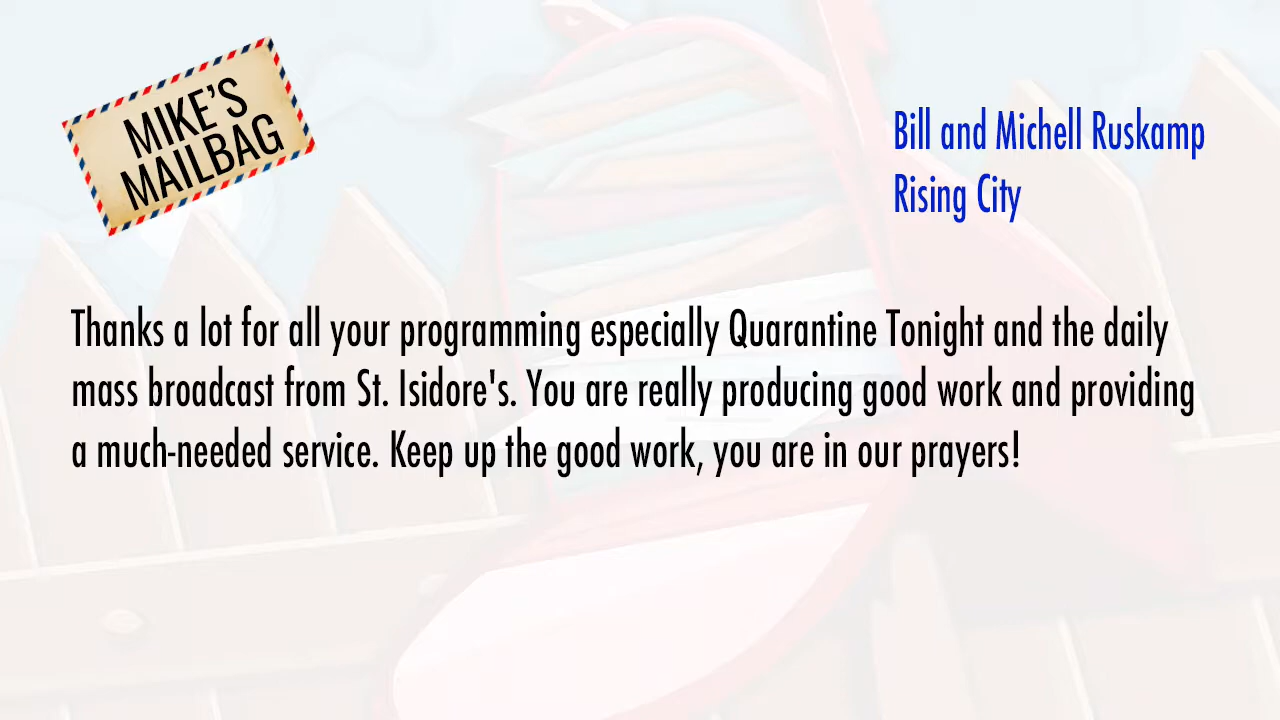 MIKE'S
MAILBAG
Bill and Michell Ruskamp
Rising City
Thanks a lot for all your programming especially Quarantine Tonight and the daily
mass broadcast from St. Isidore's. You are really producing good work and providing
a much-needed service. Keep up the good work, you are in our prayers!